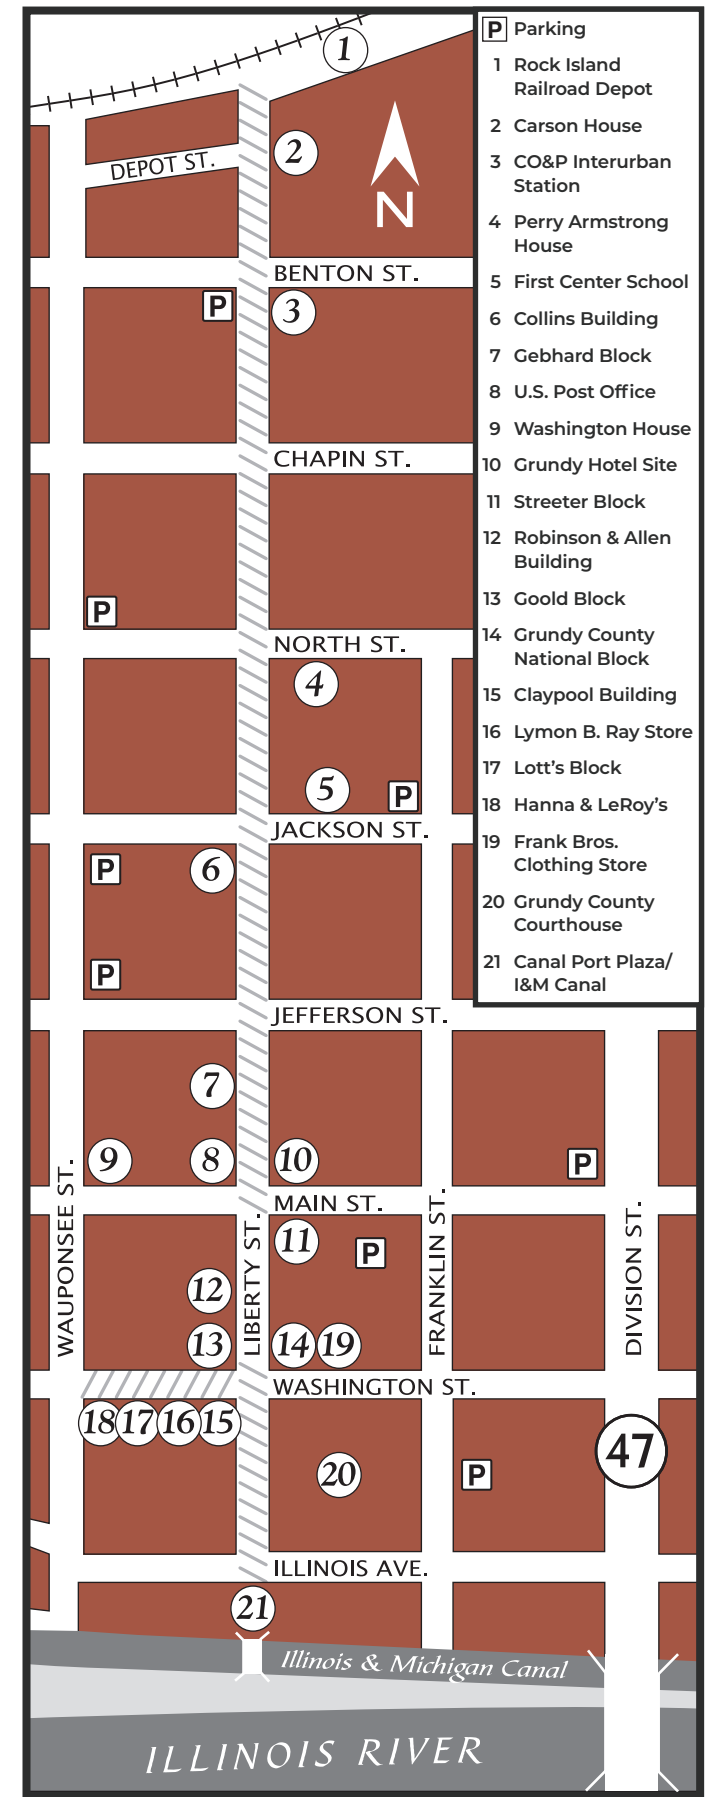 P Parking
1 Rock Island
Railroad Depot
2 Carson House
3 CO&P Interurban
Station
4 Perry Armstrong
House
5 First Center School
6 Collins Building
7 Gebhard Block
8 U.S. Post Office
9 Washington House
10 Grundy Hotel Site
11 Streeter Block
12 Robinson & Allen
Building
13 Goold Block
14 Grundy County
National Block
15 Claypool Building
16 Lymon B. Ray Store
17 Lott's Block
18 Hanna & LeRoy's
19 Frank Bros.
Clothing Store
20 Grundy County
Courthouse
21 Canal Port Plaza/
I&M Canal
1
2
DEPOT ST.
N
BENTON ST.
P
3
CHAPIN ST.
P
NORTH ST.
4
5
P
JACKSON ST.
P
6
P
JEFFERSON ST.
7
9
8
10
P
MAIN ST.
WAUPONSEE ST.
LIBERTY ST.
FRANKLIN ST.
DIVISION ST.
11
P
12
13
14
19
WASHINGTON ST.
18
17
16
15
20
P
47
ILLINOIS AVE.
21
Illinois & Michigan Canal
ILLINOIS RIVER